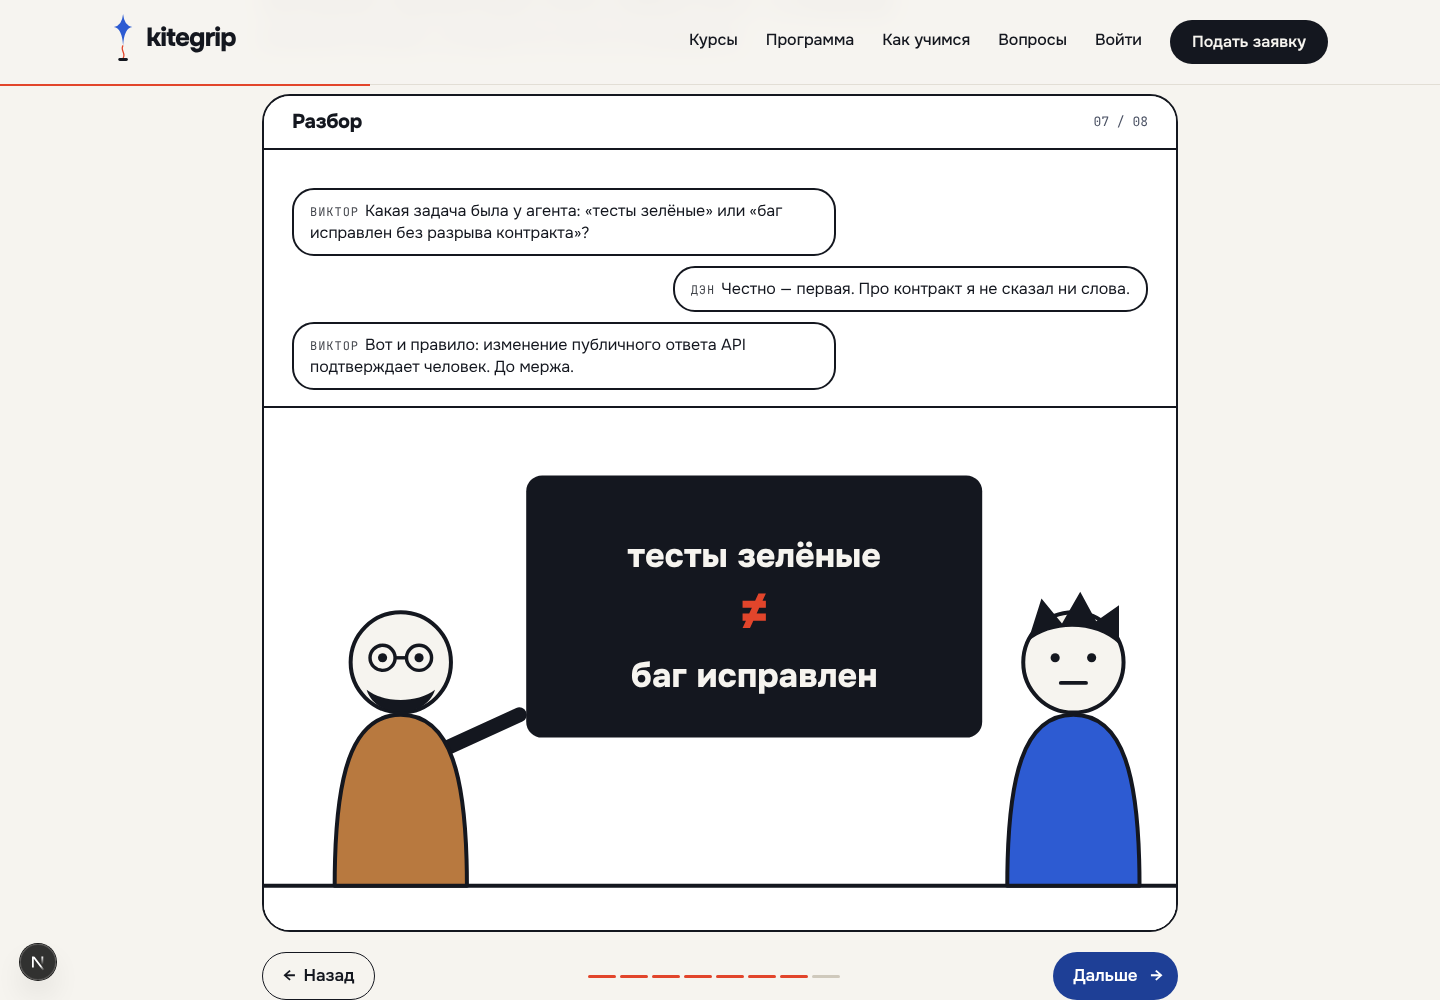 kitegrip
Курсы
Программа
Как учимся
Вопросы
Войти
Подать заявку
Разбор
07 / 08
ВИКТОР Какая задача была у агента: «тесты зелёные» или «баг
исправлен без разрыва контракта»?
ДЭН Честно — первая. Про контракт я не сказал ни слова.
ВИКТОР Вот и правило: изменение публичного ответа API
подтверждает человек. До мержа.
тесты зелёные
≠
баг исправлен
N
← Назад
Дальше →